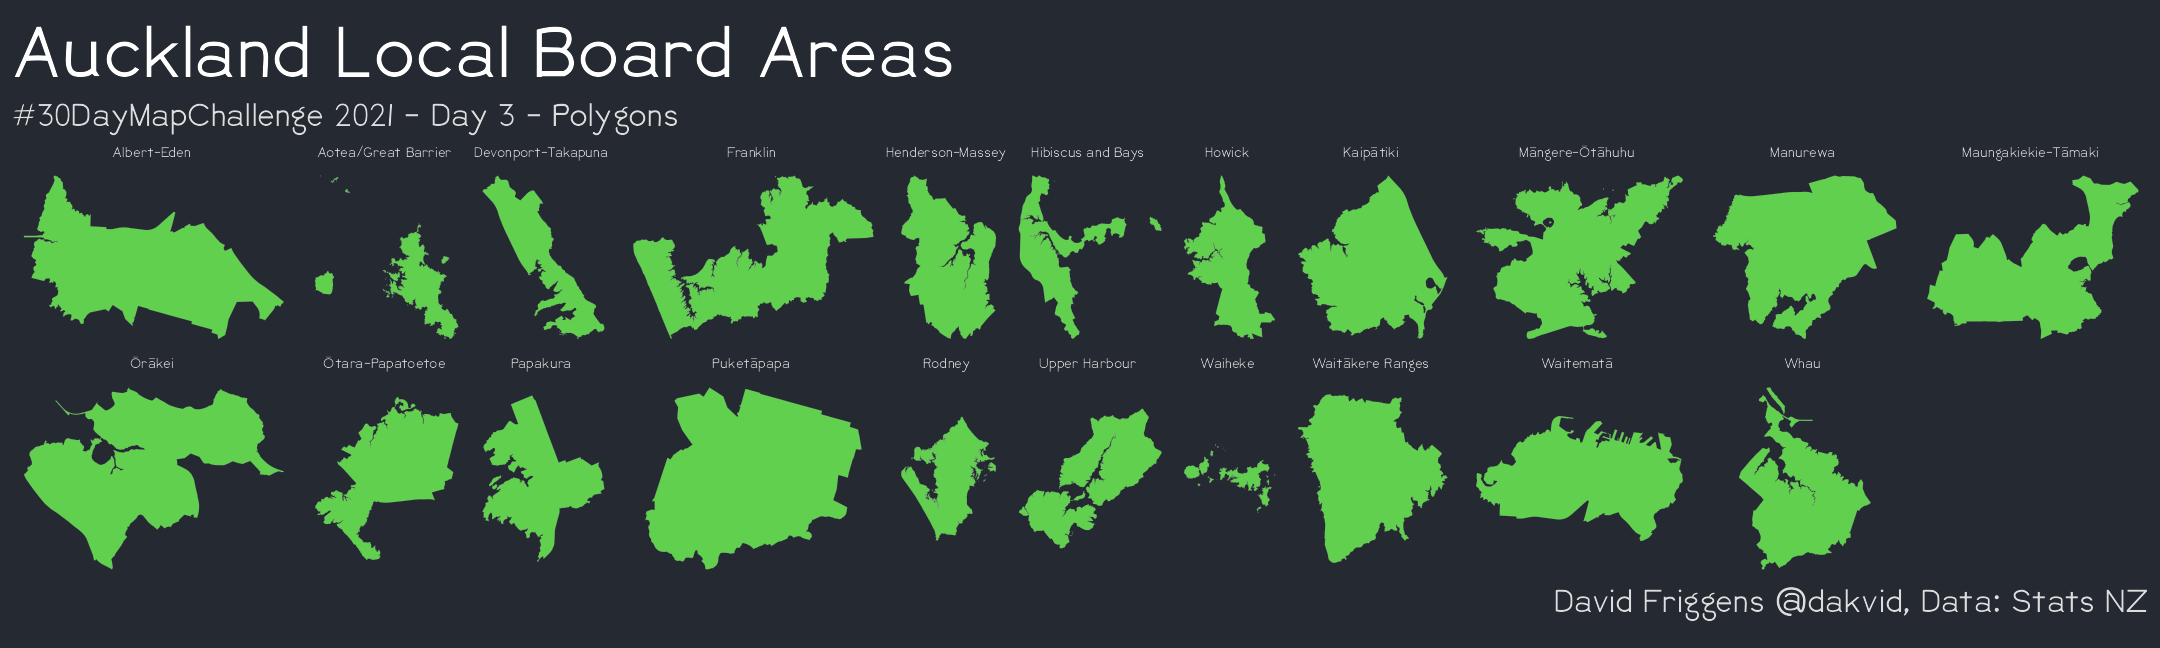 Auckland Local Board Areas
#30DayMapChallenge 2021 - Day 3 - Polygons
Albert-Eden
Aotea/Great Barrier
Devonport-Takapuna
Franklin
Henderson-Massey
Hibiscus and Bays
Howick
Kaipātiki
Māngere-Ōtāhuhu
Manurewa
Maungakiekie-Tāmaki
Ōrākei
Ōtara-Papatoetoe
Papakura
Puketāpapa
Rodney
Upper Harbour
Waiheke
Waitākere Ranges
Waitematā
Whau
David Friggens @dakvid, Data: Stats NZ